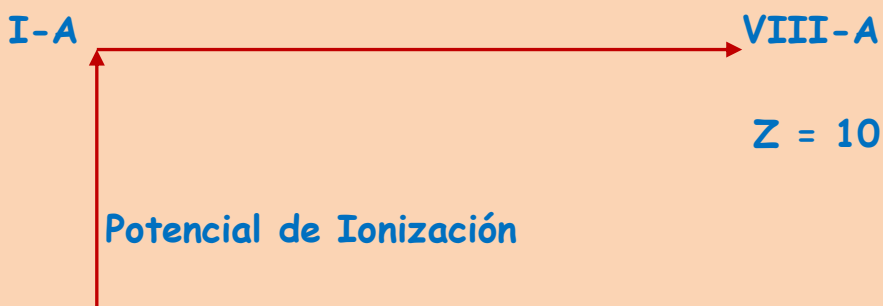 I-A VIII-A
Z = 10
Potencial de Ionización